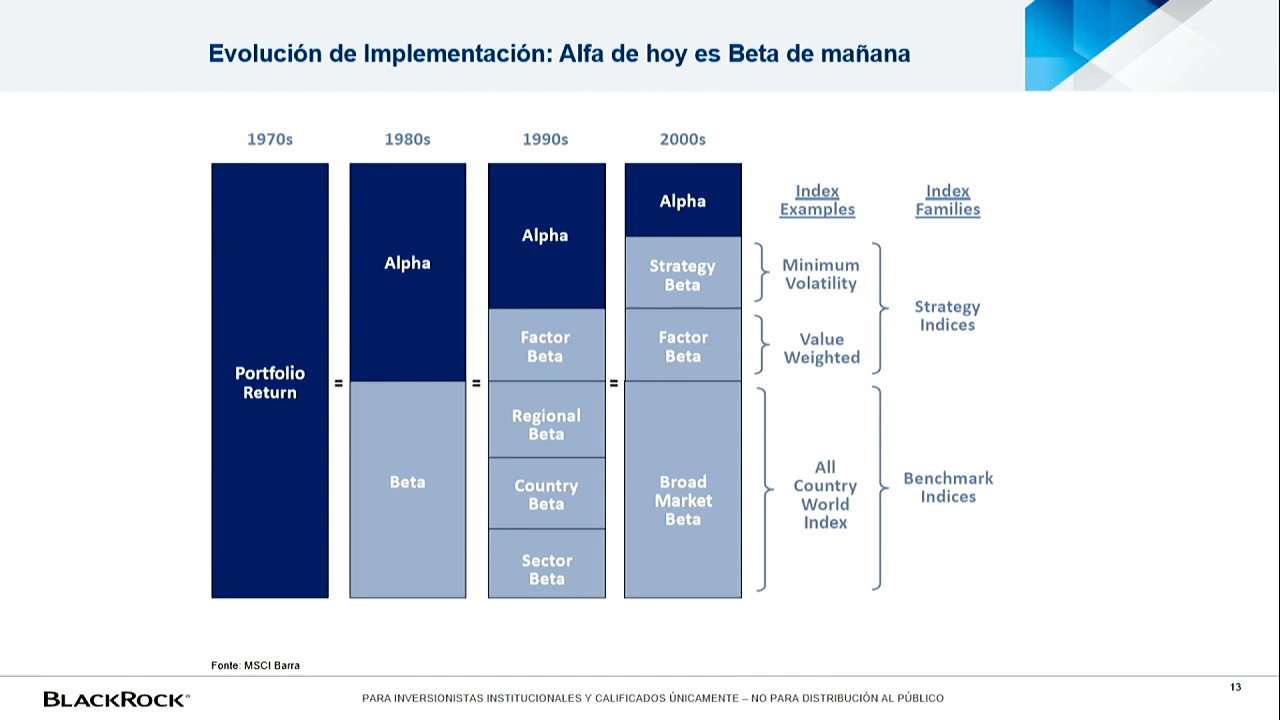 Evolución de Implementación: Alfa de hoy es Beta de mañana
1970s
1980s
1990s
2000s
Portfolio
Return
=
Alpha
Beta
=
Alpha
Factor
Beta
Regional
Beta
Country
Beta
Sector
Beta
=
Alpha
Strategy
Beta
Factor
Beta
Broad
Market
Beta
Index
Examples
Minimum
Volatility
Value
Weighted
All
Country
World
Index
Index
Families
Strategy
Indices
Benchmark
Indices
Fonte: MSCI Barra
BLACKROCK®
PARA INVERSIONISTAS INSTITUCIONALES Y CALIFICADOS ÚNICAMENTE – NO PARA DISTRIBUCIÓN AL PÚBLICO
13